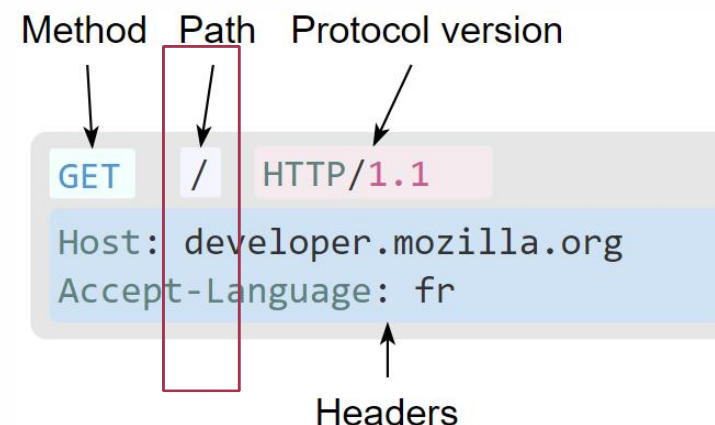 Method Path Protocol version
GET / HTTP/1.1
Host: developer.mozilla.org
Accept-Language: fr
Headers